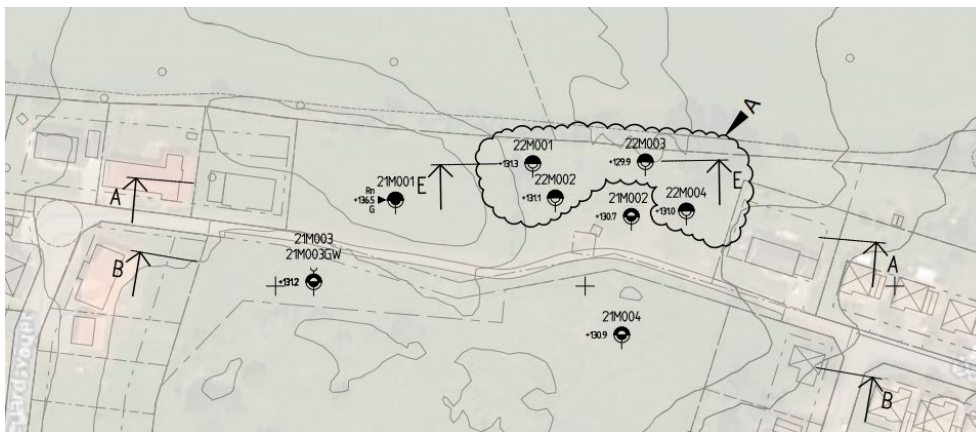 A
22M001
+131.3
22M003
+129.9
E
E
21M001
Rn
+136.5
G
22M002
+131.1
21M002
+130.7
22M004
+131.0
A
A
B
21M003
21M003GW
+131.2
21M004
+130.9
B